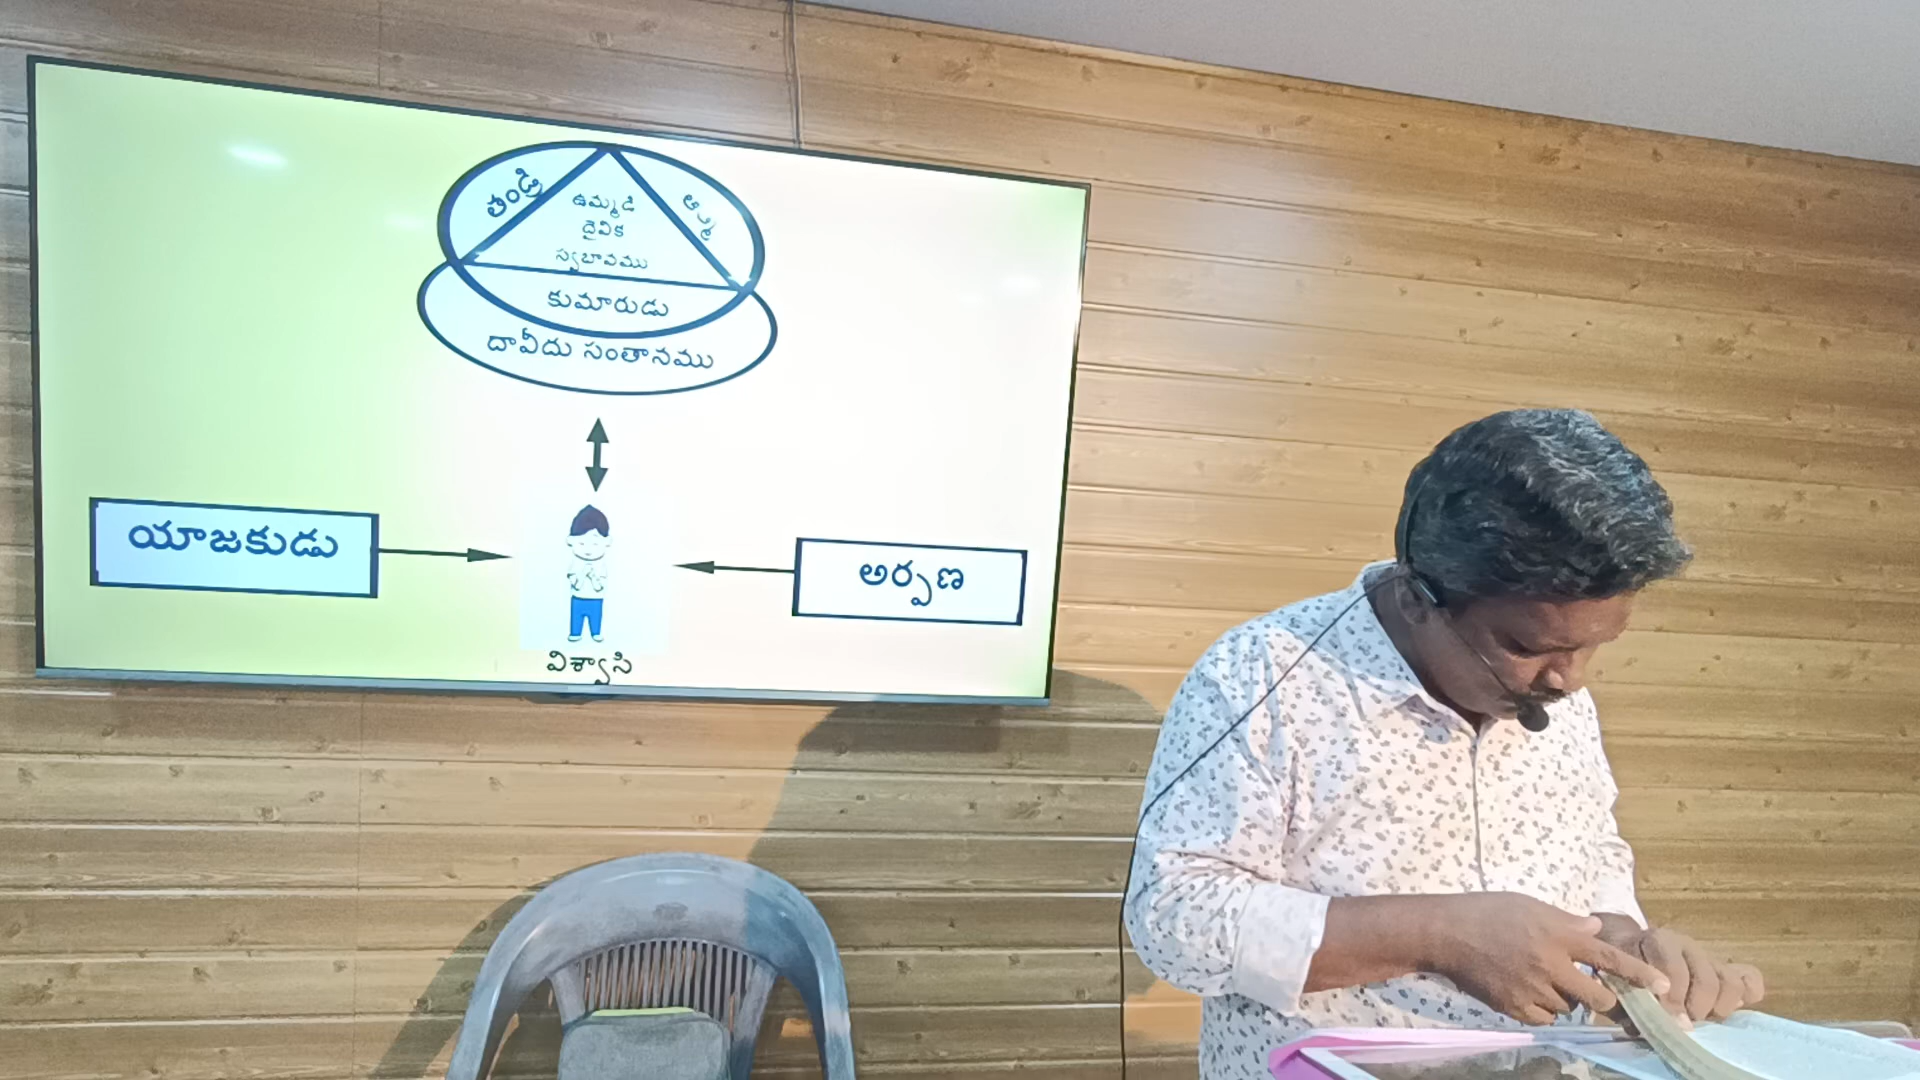 తండ్రి
ఆత్మ
ఉమ్మడి
దైవిక
స్వభావము
కుమారుడు
దావీదు సంతానము
యాజకుడు
అర్పణ
విశ్వాసి